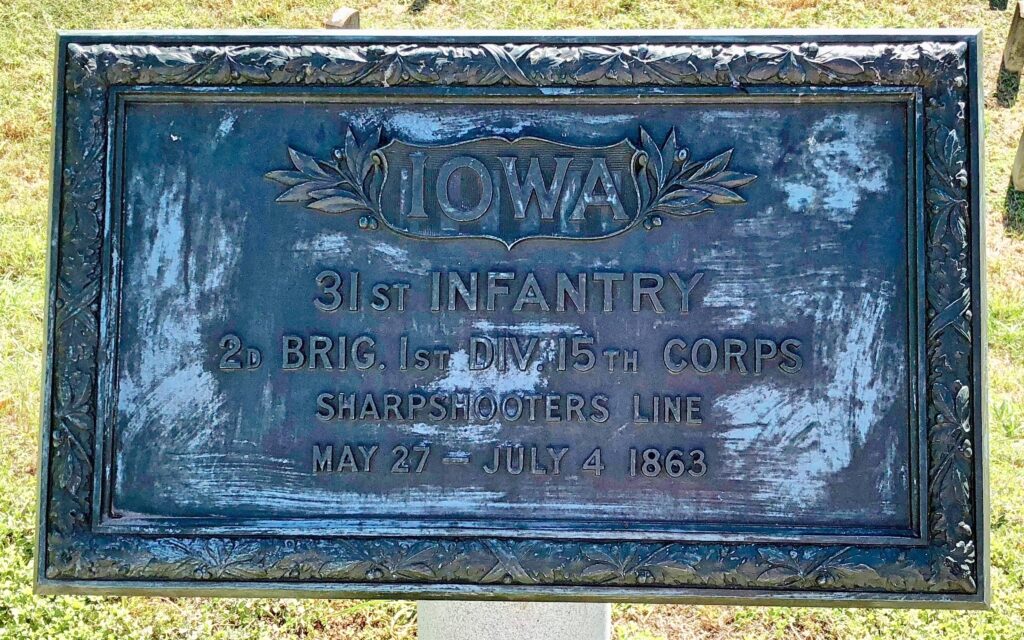 IOWA
31ST INFANTRY
2D BRIG. 1ST DIV. 15TH CORPS
SHARPSHOOTERS LINE
MAY 27 – JULY 4 1863